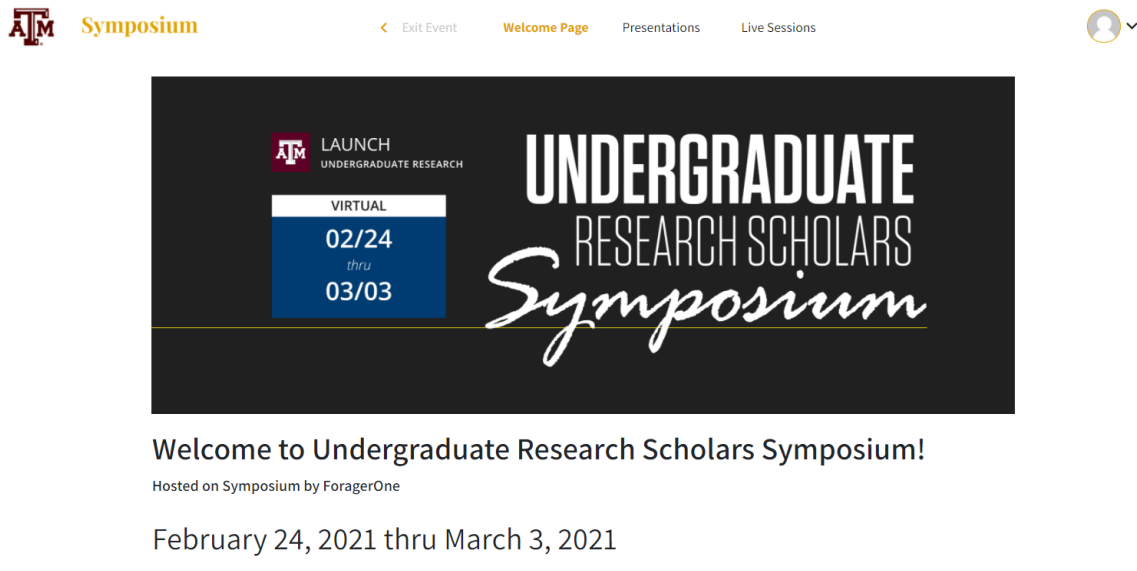 ATM Symposium
Exit Event Welcome Page Presentations Live Sessions
ATM LAUNCH
UNDERGRADUATE RESEARCH
VIRTUAL
02/24
thru
03/03
UNDERGRADUATE
RESEARCH SCHOLARS
Symposium
Welcome to Undergraduate Research Scholars Symposium!
Hosted on Symposium by ForagerOne
February 24, 2021 thru March 3, 2021